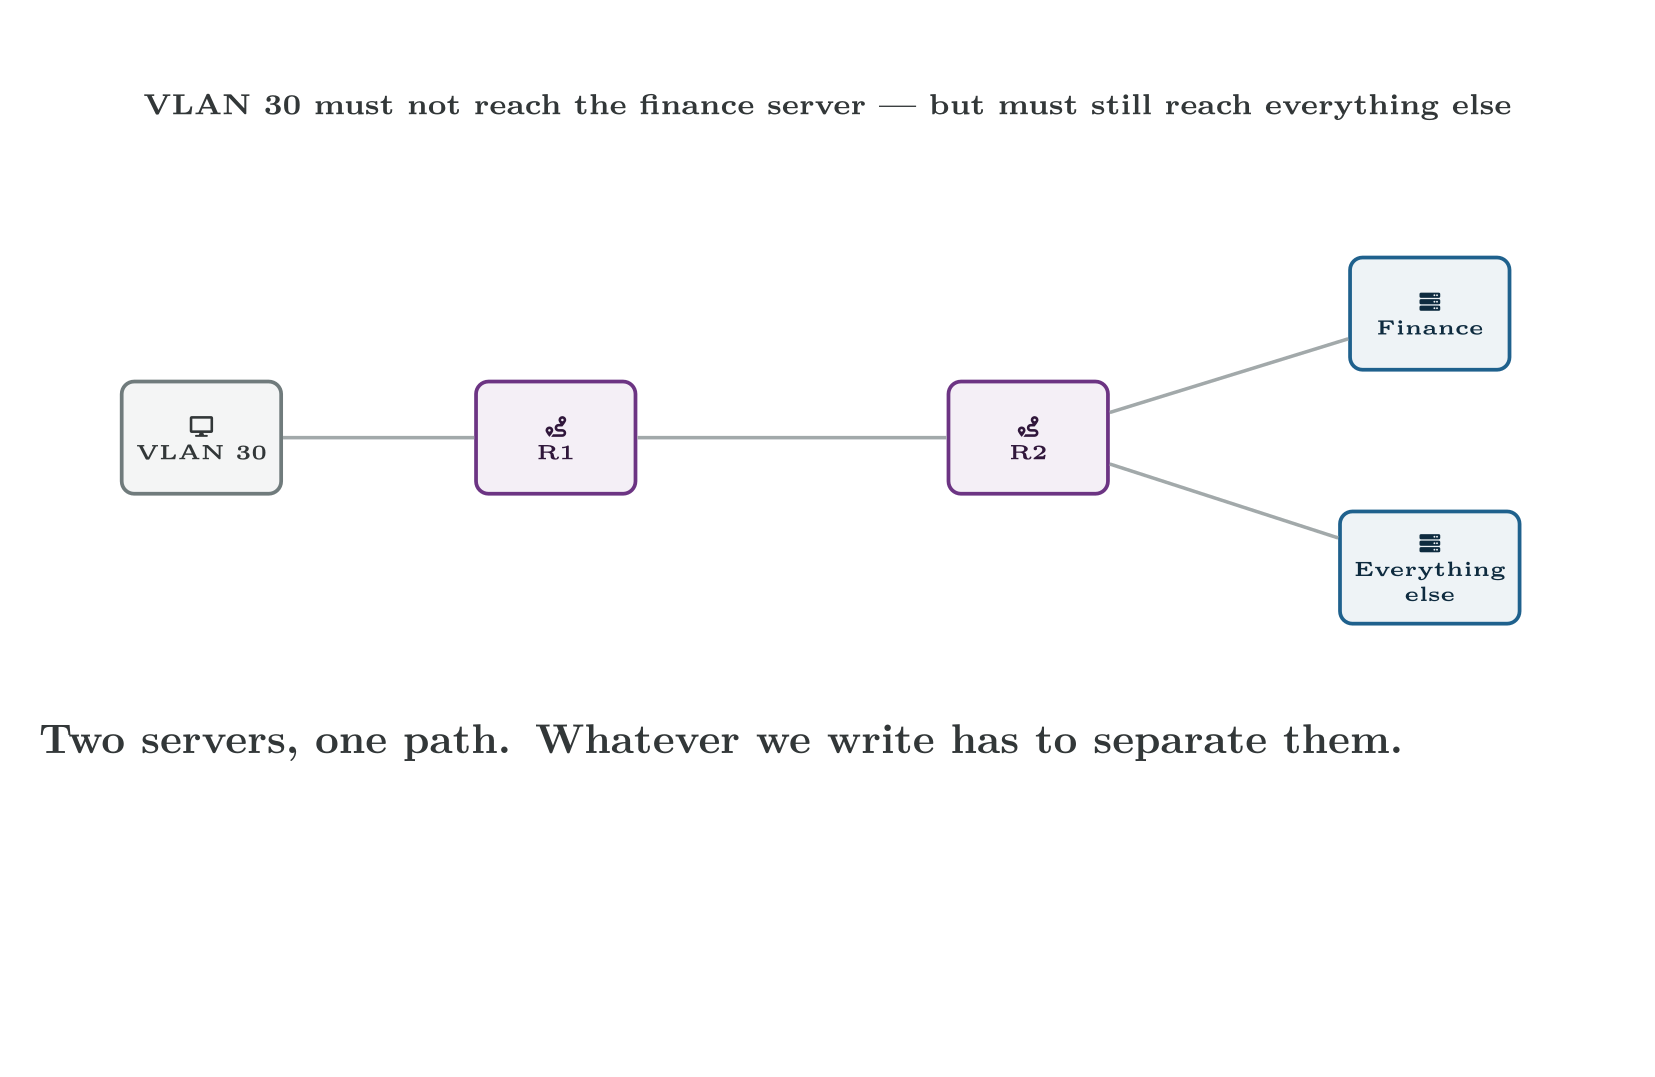 VLAN 30 must not reach the finance server — but must still reach everything else
Finance
VLAN 30
R1
R2
Everything
else
Two servers, one path. Whatever we write has to separate them.